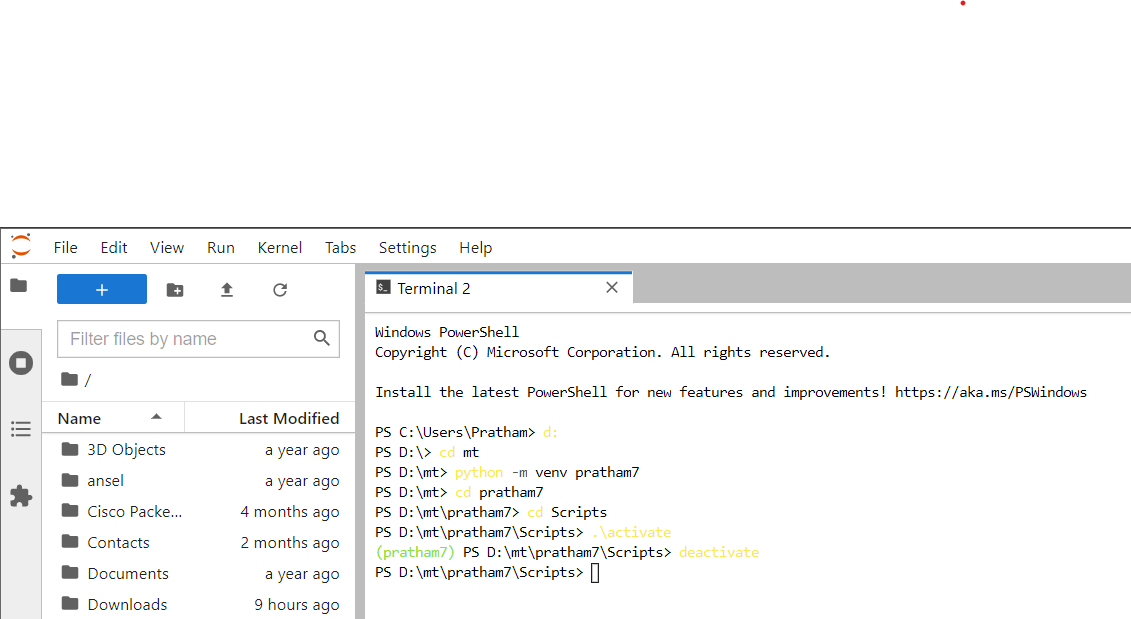 File Edit View Run Kernel Tabs Settings Help
+
Terminal 2
Filter files by name
/
Name Last Modified
3D Objects a year ago
ansel a year ago
Cisco Packe... 4 months ago
Contacts 2 months ago
Documents a year ago
Downloads 9 hours ago
Windows PowerShell
Copyright (C) Microsoft Corporation. All rights reserved.
Install the latest PowerShell for new features and improvements! https://aka.ms/PSWindows
PS C:\Users\Pratham> d:
PS D:\> cd mt
PS D:\mt> python -m venv pratham7
PS D:\mt> cd pratham7
PS D:\mt\pratham7> cd Scripts
PS D:\mt\pratham7\Scripts> .\activate
(pratham7) PS D:\mt\pratham7\Scripts> deactivate
PS D:\mt\pratham7\Scripts>